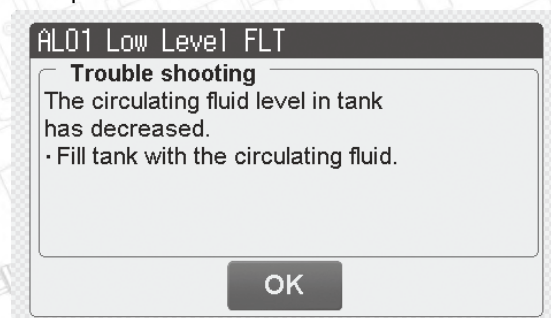 AL01 Low Level FLT
Trouble shooting
The circulating fluid level in tank
has decreased.
· Fill tank with the circulating fluid.
OK